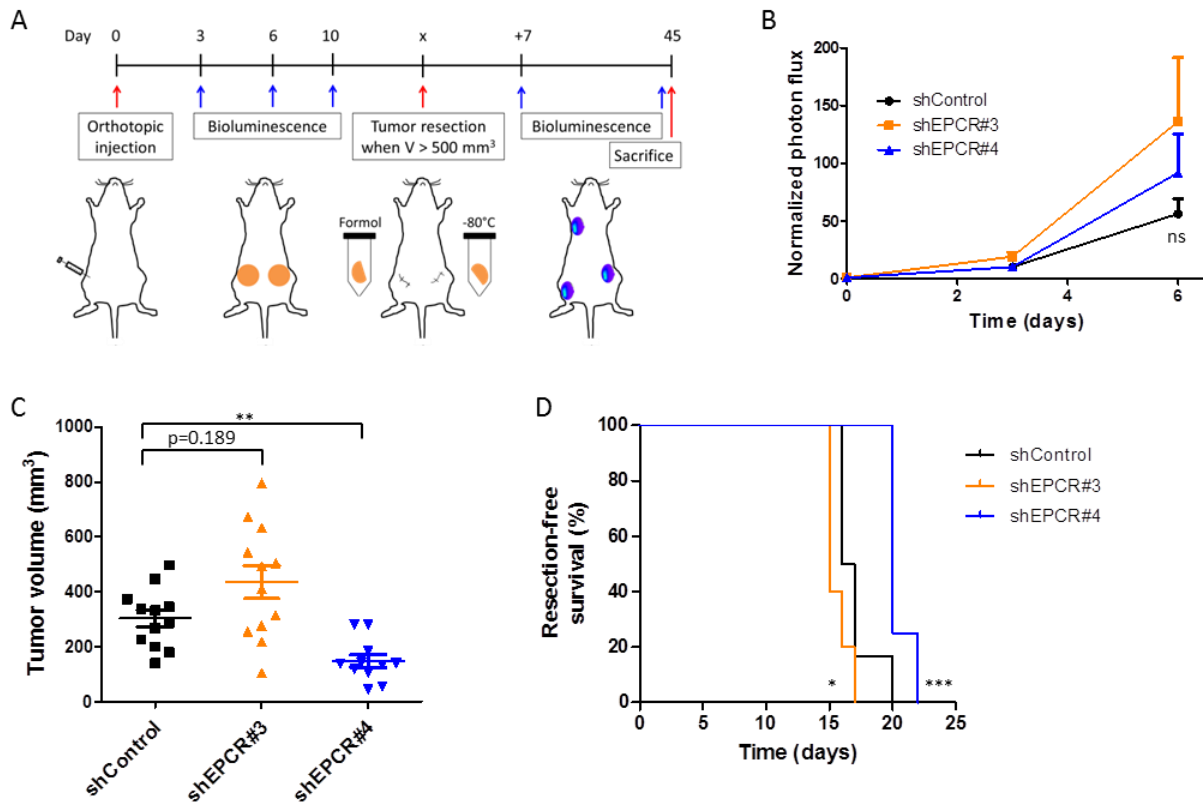 A
Day 0 3 6 10 x +7 45
Orthotopic
injection
Bioluminescence
Tumor resection
when V > 500 mm³
Bioluminescence
Sacrifice
Formol
-80°C
B
Normalized photon flux
200
150
100
50
0
shControl
shEPCR#3
shEPCR#4
ns
0 2 4 6
Time (days)
C
Tumor volume (mm³)
1000
800
600
400
200
0
**
p=0.189
shControl
shEPCR#3
shEPCR#4
D
Resection-free
survival (%)
100
80
60
40
20
0
shControl
shEPCR#3
shEPCR#4
* ***
0 5 10 15 20 25
Time (days)